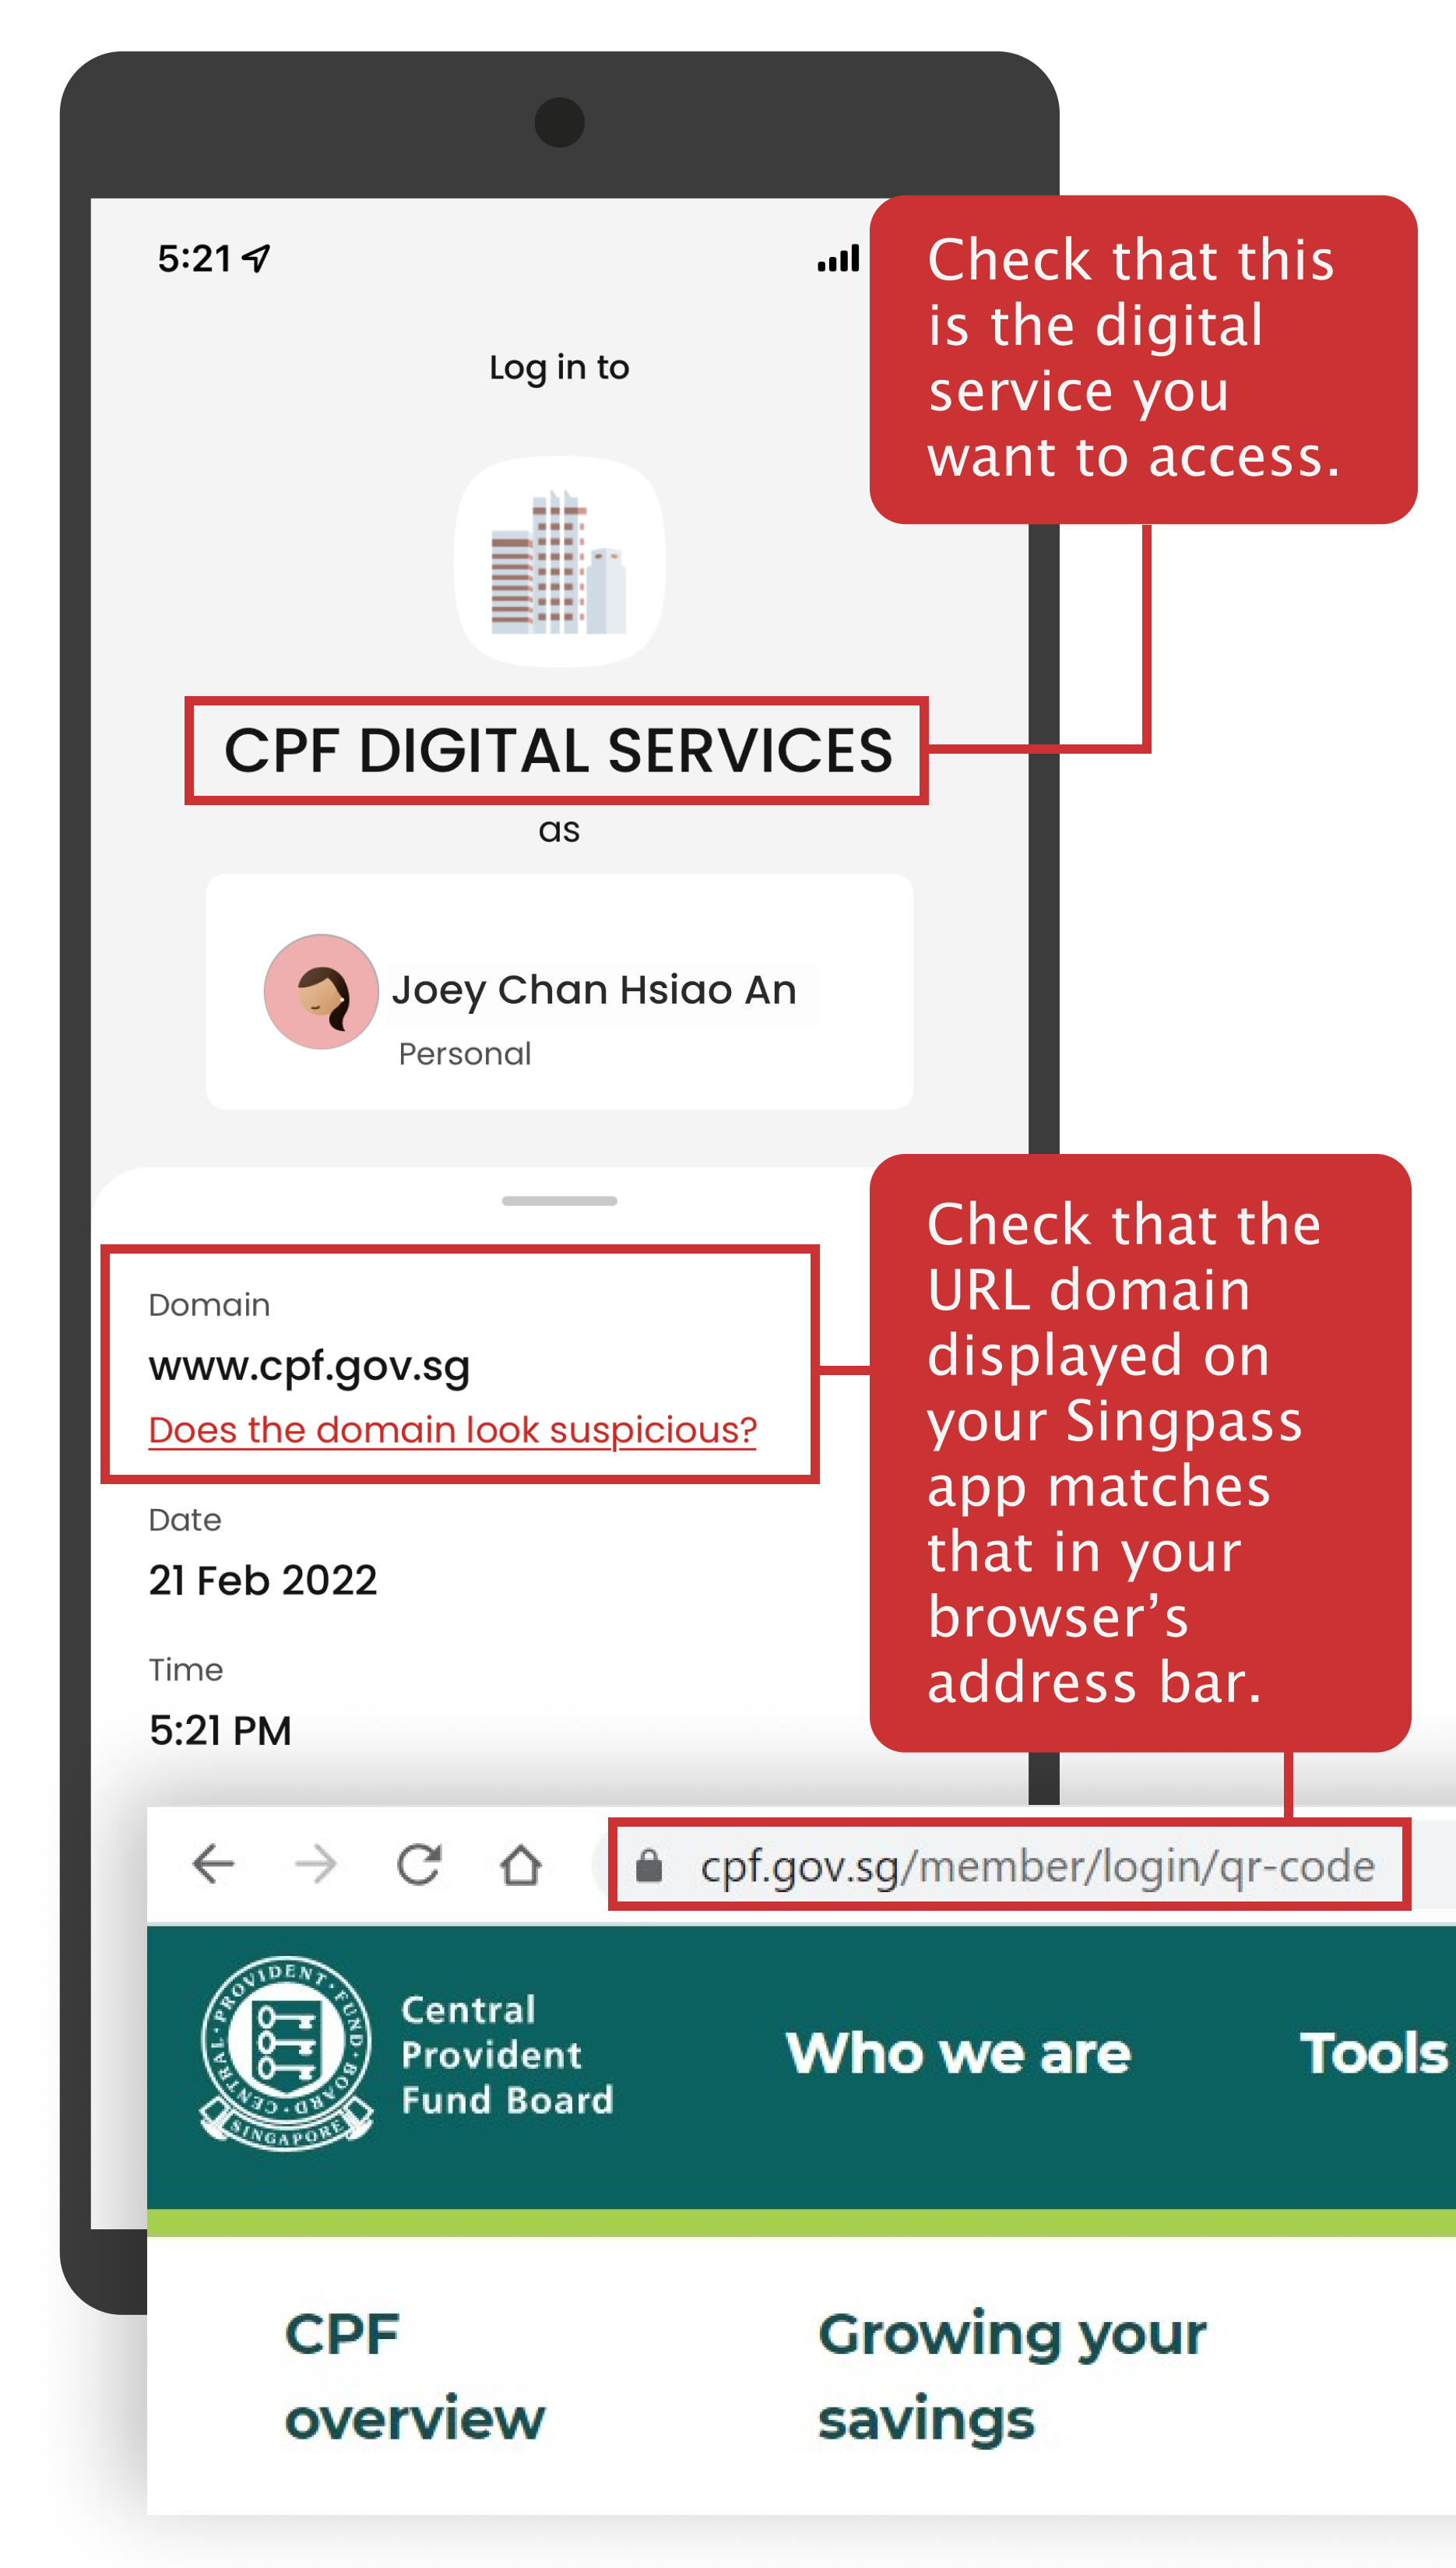 5:21
Check that this
is the digital
service you
want to access.
Log in to
CPF DIGITAL SERVICES
as
Joey Chan Hsiao An
Personal
Check that the
URL domain
displayed on
your Singpass
app matches
that in your
browser’s
address bar.
Domain
www.cpf.gov.sg
Does the domain look suspicious?
Date
21 Feb 2022
Time
5:21 PM
cpf.gov.sg/member/login/qr-code
CENTRAL · PROVIDENT · FUND · BOARD ·
SINGAPORE
Central
Provident
Fund Board
Who we are
Tools
CPF
overview
Growing your
savings